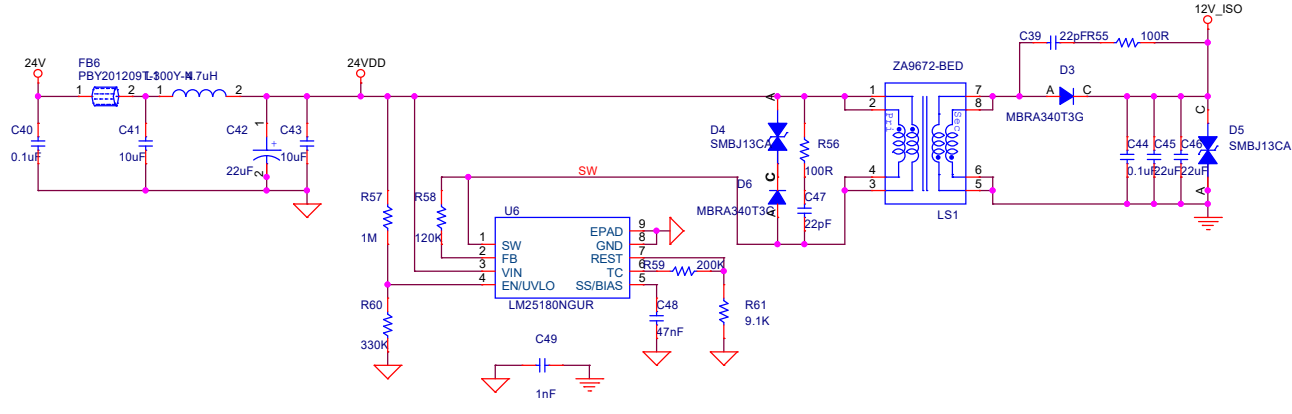 12V_ISO
C39
22pF
R55
100R
24V
FB6
PBY201209T-300Y-N
4.7uH
24VDD
ZA9672-BED
D3
1
2
1
2
1
2
7
8
A
C
MBRA340T3G
C40
0.1uF
C41
10uF
C42
1
+
22uF
2
C43
10uF
A
D4
SMBJ13CA
R56
100R
Pri
Sec
C44
0.1uF
C45
22uF
C46
22uF
C
D5
SMBJ13CA
A
SW
C
D6
MBRA340T3G
A
C47
22pF
4
3
6
5
LS1
R57
1M
R58
120K
U6
1
SW
2
FB
3
VIN
4
EN/UVLO
EPAD
9
GND
8
REST
7
TC
6
SS/BIAS
5
LM25180NGUR
R59
200K
R60
330K
C48
47nF
R61
9.1K
C49
1nF